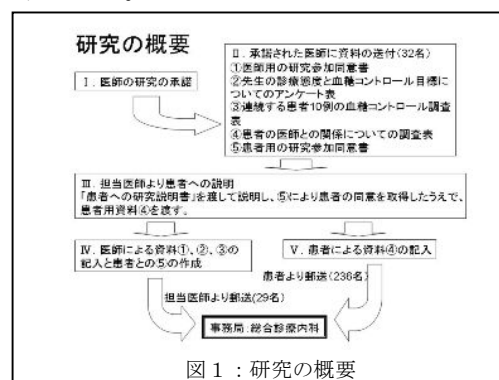 研究の概要
Ⅰ．医師の研究の承諾
Ⅱ．承諾された医師に資料の送付(32名)
①医師用の研究参加同意書
②先生の診療態度と血糖コントロール目標に
ついてのアンケート表
③連続する患者10例の血糖コントロール調査
表
④患者の医師との関係についての調査表
⑤患者用の研究参加同意書
Ⅲ．担当医師より患者への説明
「患者への研究説明書」を渡して説明し、⑤により患者の同意を取得したうえで、
患者用資料④を渡す。
Ⅳ．医師による資料①、②、③の
記入と患者との⑤の作成
Ⅴ．患者による資料④の記入
患者より郵送(236名)
担当医師より郵送(29名)
事務局：総合診療内科
図１：研究の概要